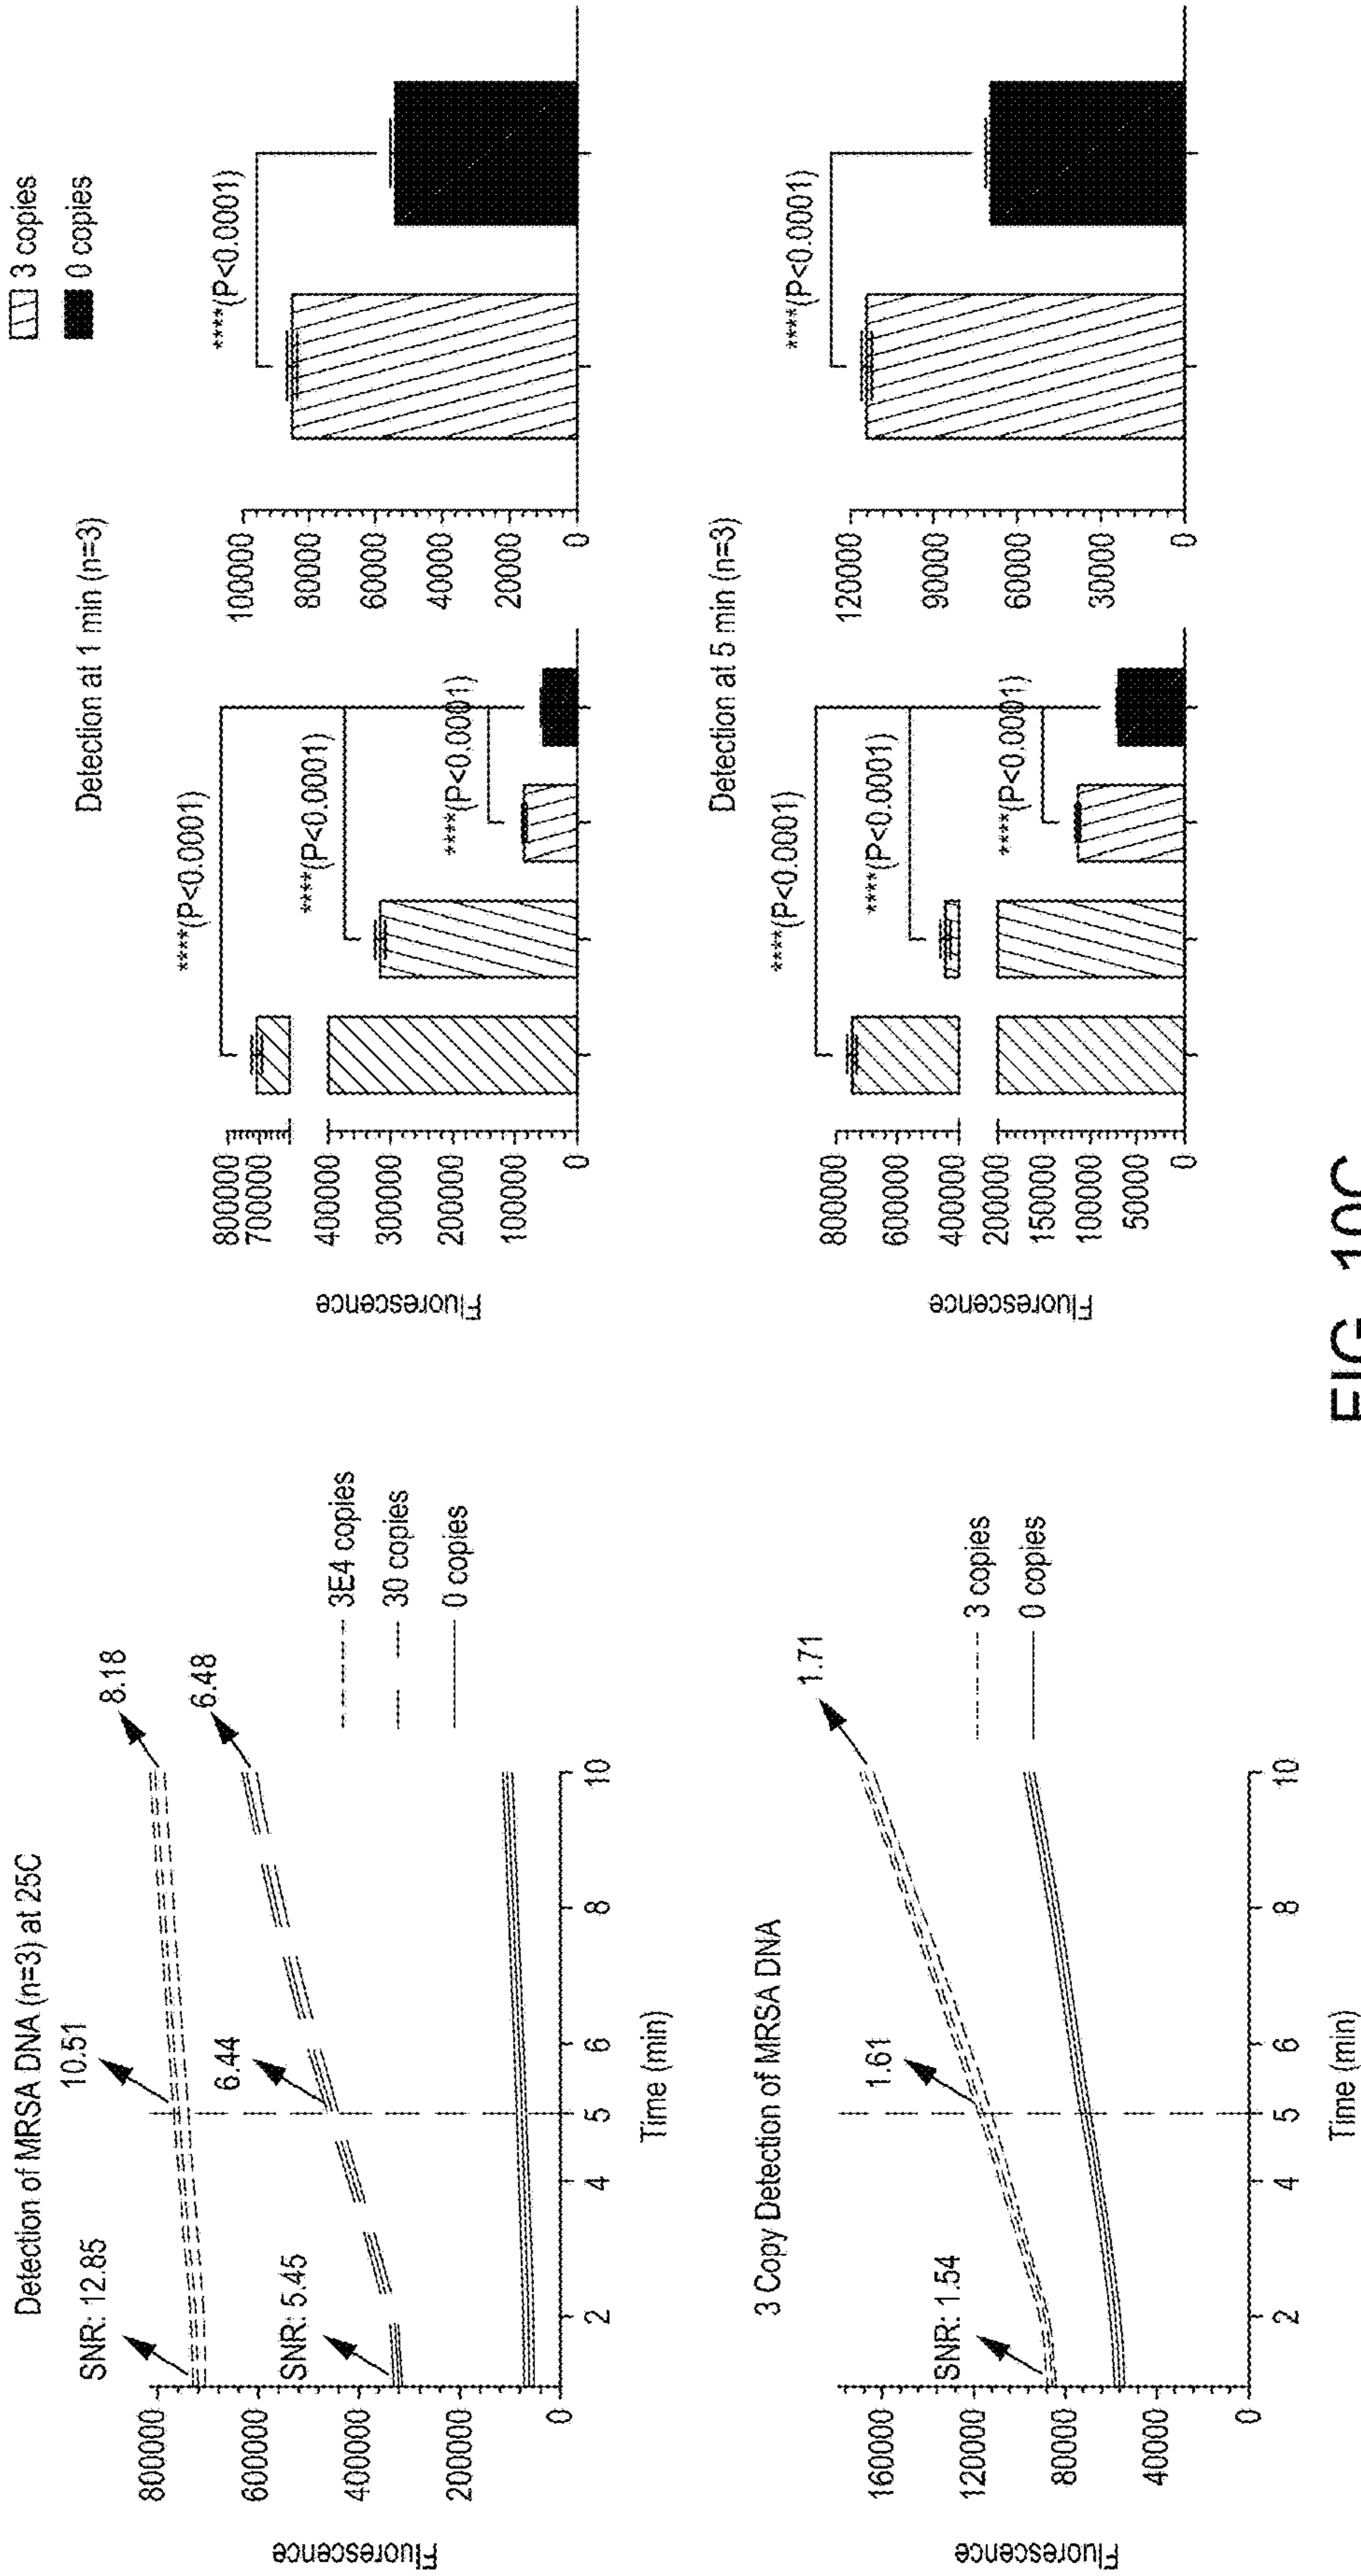 Detection of MRSA DNA (n=3) at 25C
Fluorescence
800000
600000
400000
200000
0
SNR: 12.85
10.51
8.18
SNR: 5.45
6.44
6.48
2
4
5
6
8
10
Time (min)
3E4 copies
30 copies
0 copies
3 Copy Detection of MRSA DNA
Fluorescence
160000
120000
80000
40000
0
SNR: 1.54
1.61
1.71
2
4
5
6
8
10
Time (min)
3 copies
0 copies
3 copies
0 copies
Detection at 1 min (n=3)
Fluorescence
800000
700000
400000
300000
200000
100000
0
****(P<0.0001)
****(P<0.0001)
****(P<0.0001)
100000
80000
60000
40000
20000
0
****(P<0.0001)
Detection at 5 min (n=3)
Fluorescence
800000
600000
400000
200000
150000
100000
50000
0
****(P<0.0001)
****(P<0.0001)
****(P<0.0001)
120000
90000
60000
30000
0
****(P<0.0001)
FIG. 10C